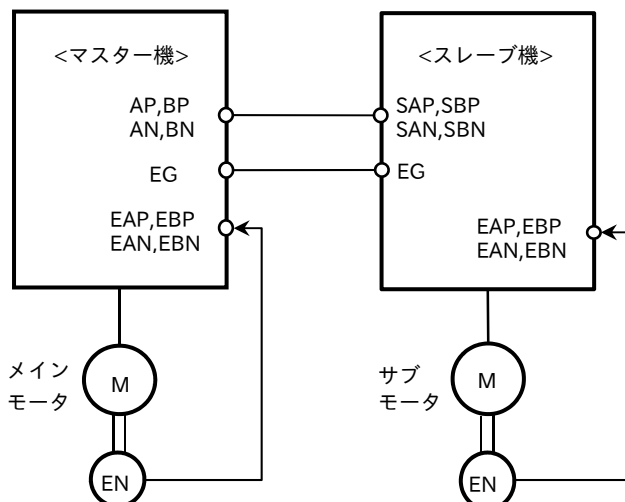 <マスター機>
AP,BP
AN,BN
EG
EAP,EBP
EAN,EBN
メイン
モータ
M
EN
<スレーブ機>
SAP,SBP
SAN,SBN
EG
EAP,EBP
EAN,EBN
サブ
モータ
M
EN